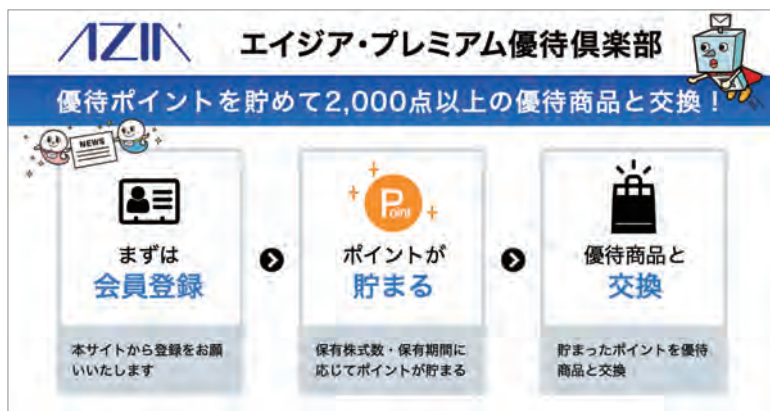 AZIA エイジア・プレミアム優待倶楽部
優待ポイントを貯めて2,000点以上の優待商品と交換！
NEWS
まずは
会員登録
本サイトから登録をお願
いいたします
Point
ポイントが
貯まる
保有株式数・保有期間に
応じてポイントが貯まる
優待商品と
交換
貯まったポイントを優待
商品と交換